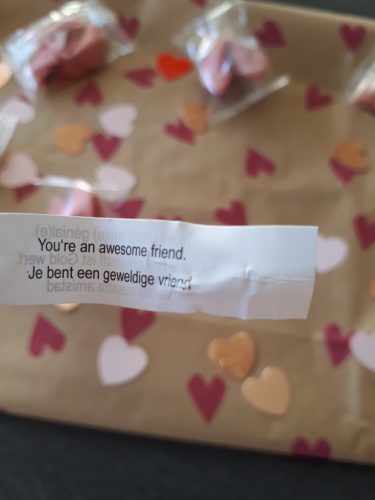 You're an awesome friend.
Je bent een geweldige vriend